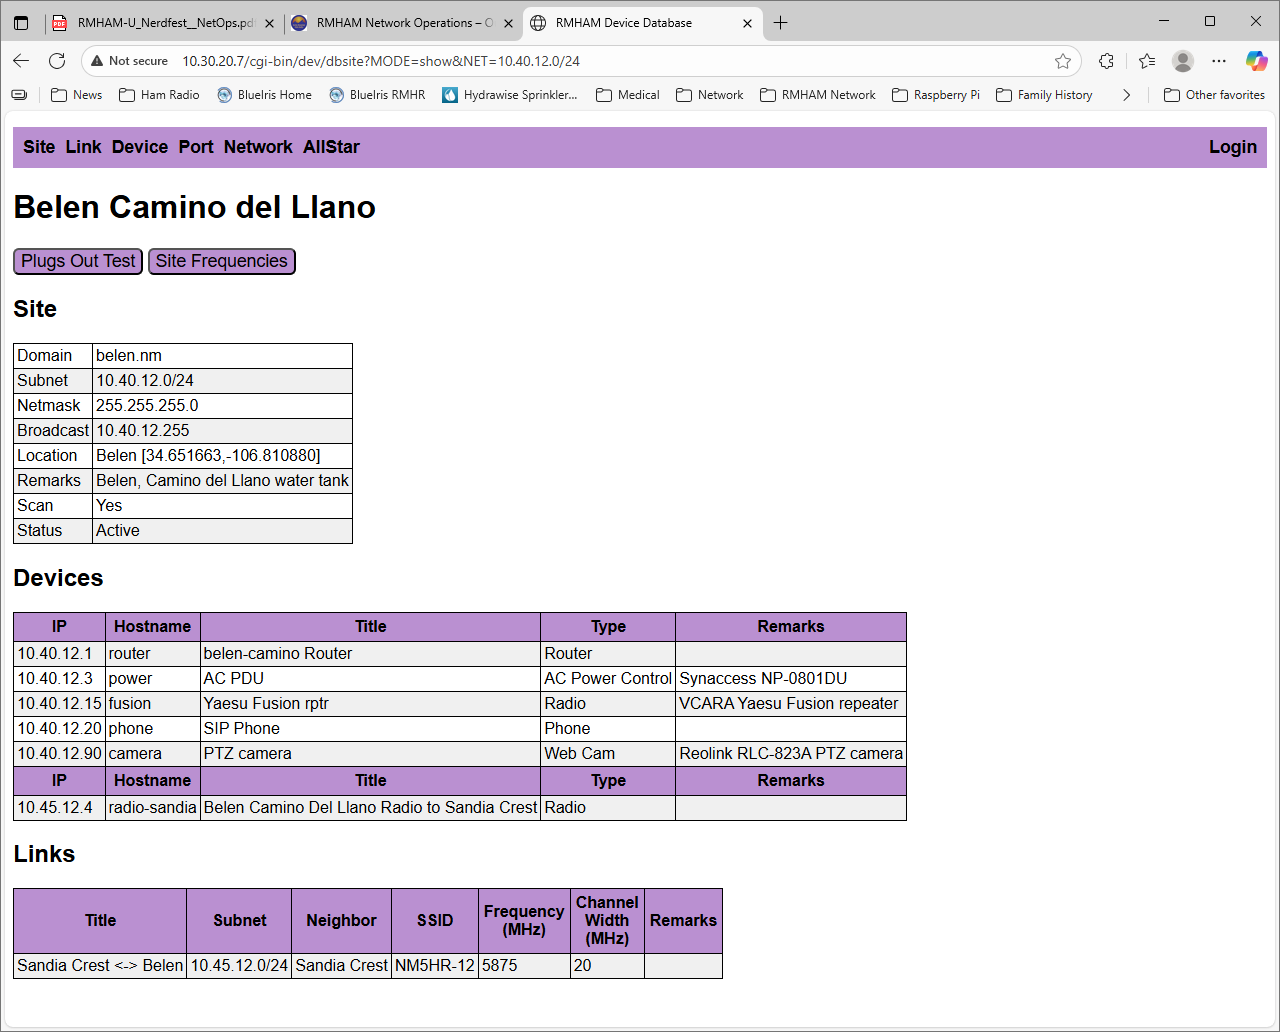 RMHAM-U_Nerdfest__NetOps.pd
RMHAM Network Operations – O
RMHAM Device Database
Not secure
10.30.20.7/cgi-bin/dev/dbsite?MODE=show&NET=10.40.12.0/24
News
Ham Radio
BlueIris Home
BlueIris RMHR
Hydrawise Sprinkler...
Medical
Network
RMHAM Network
Raspberry Pi
Family History
Other favorites
Site Link Device Port Network AllStar Login
Belen Camino del Llano
Plugs Out Test Site Frequencies
Site
Domain belen.nm
Subnet 10.40.12.0/24
Netmask 255.255.255.0
Broadcast 10.40.12.255
Location Belen [34.651663,-106.810880]
Remarks Belen, Camino del Llano water tank
Scan Yes
Status Active
Devices
IP Hostname Title Type Remarks
10.40.12.1 router belen-camino Router Router
10.40.12.3 power AC PDU AC Power Control Synaccess NP-0801DU
10.40.12.15 fusion Yaesu Fusion rptr Radio VCARA Yaesu Fusion repeater
10.40.12.20 phone SIP Phone Phone
10.40.12.90 camera PTZ camera Web Cam Reolink RLC-823A PTZ camera
IP Hostname Title Type Remarks
10.45.12.4 radio-sandia Belen Camino Del Llano Radio to Sandia Crest Radio
Links
Title Subnet Neighbor SSID Frequency (MHz) Channel Width (MHz) Remarks
Sandia Crest <-> Belen 10.45.12.0/24 Sandia Crest NM5HR-12 5875 20